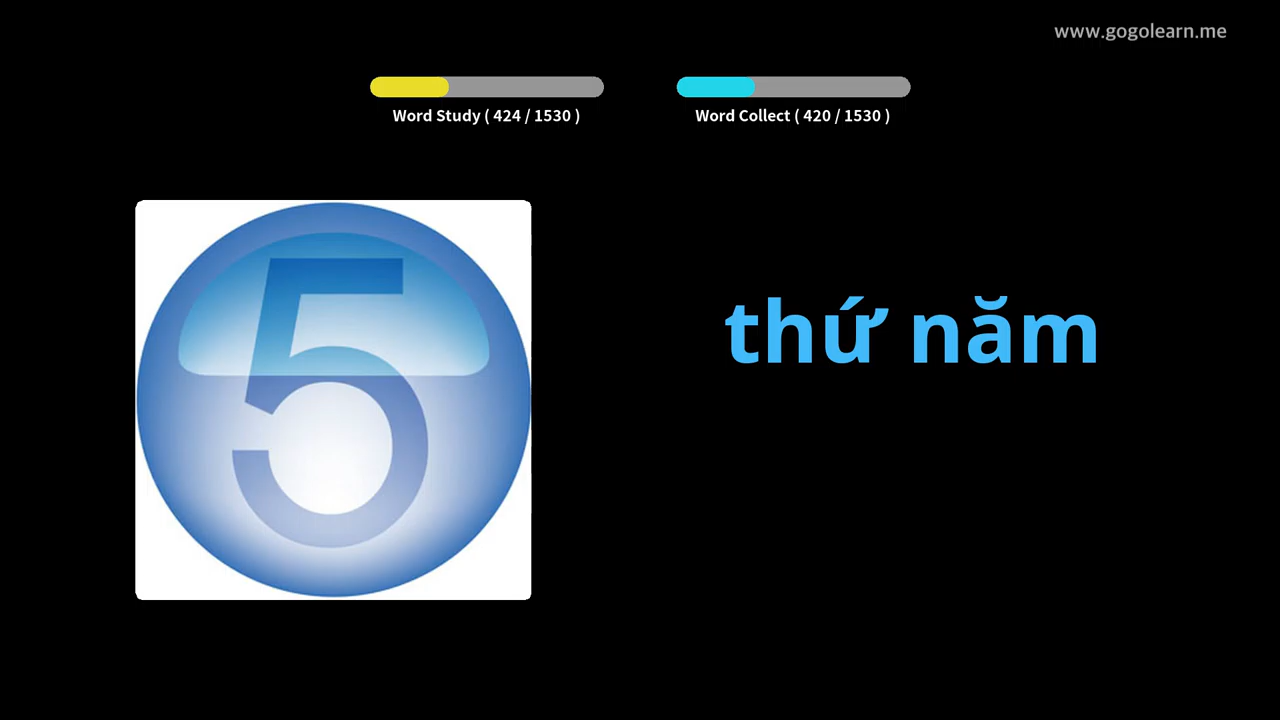 www.gogolearn.me
Word Study ( 424 / 1530 )
Word Collect ( 420 / 1530 )
5
thứ năm